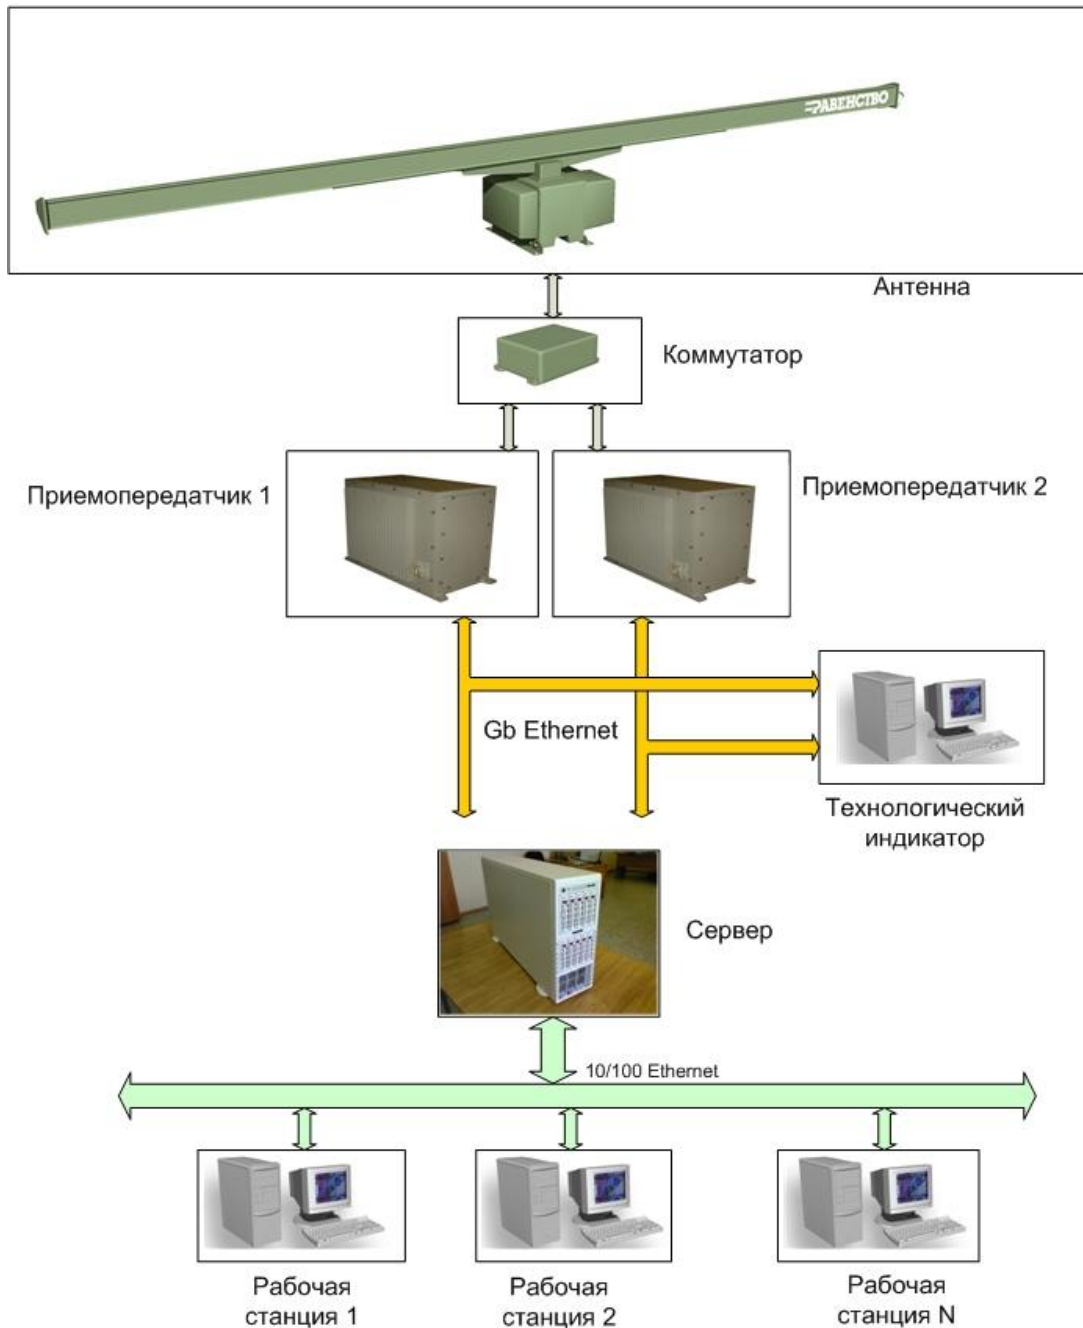 РАВЕНСТВО
Антенна
Коммутатор
Приемопередатчик 1
Приемопередатчик 2
Gb Ethernet
Технологический
индикатор
Сервер
10/100 Ethernet
Рабочая
станция 1
Рабочая
станция 2
Рабочая
станция N